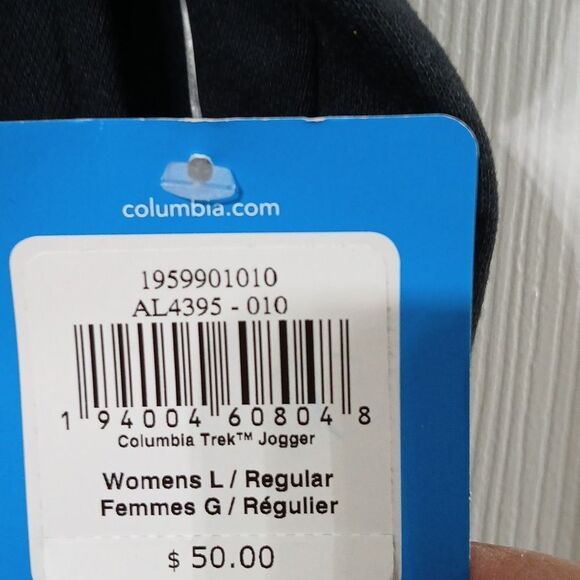 columbia.com
1959901010
AL4395 - 010
1 94004 60804 8
Columbia Trek™ Jogger
Womens L / Regular
Femmes G / Régulier
$ 50.00